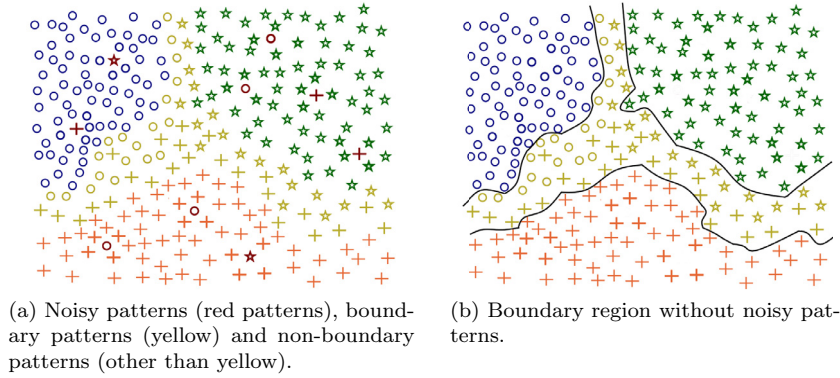 (a) Noisy patterns (red patterns), bound-
ary patterns (yellow) and non-boundary
patterns (other than yellow).
(b) Boundary region without noisy pat-
terns.